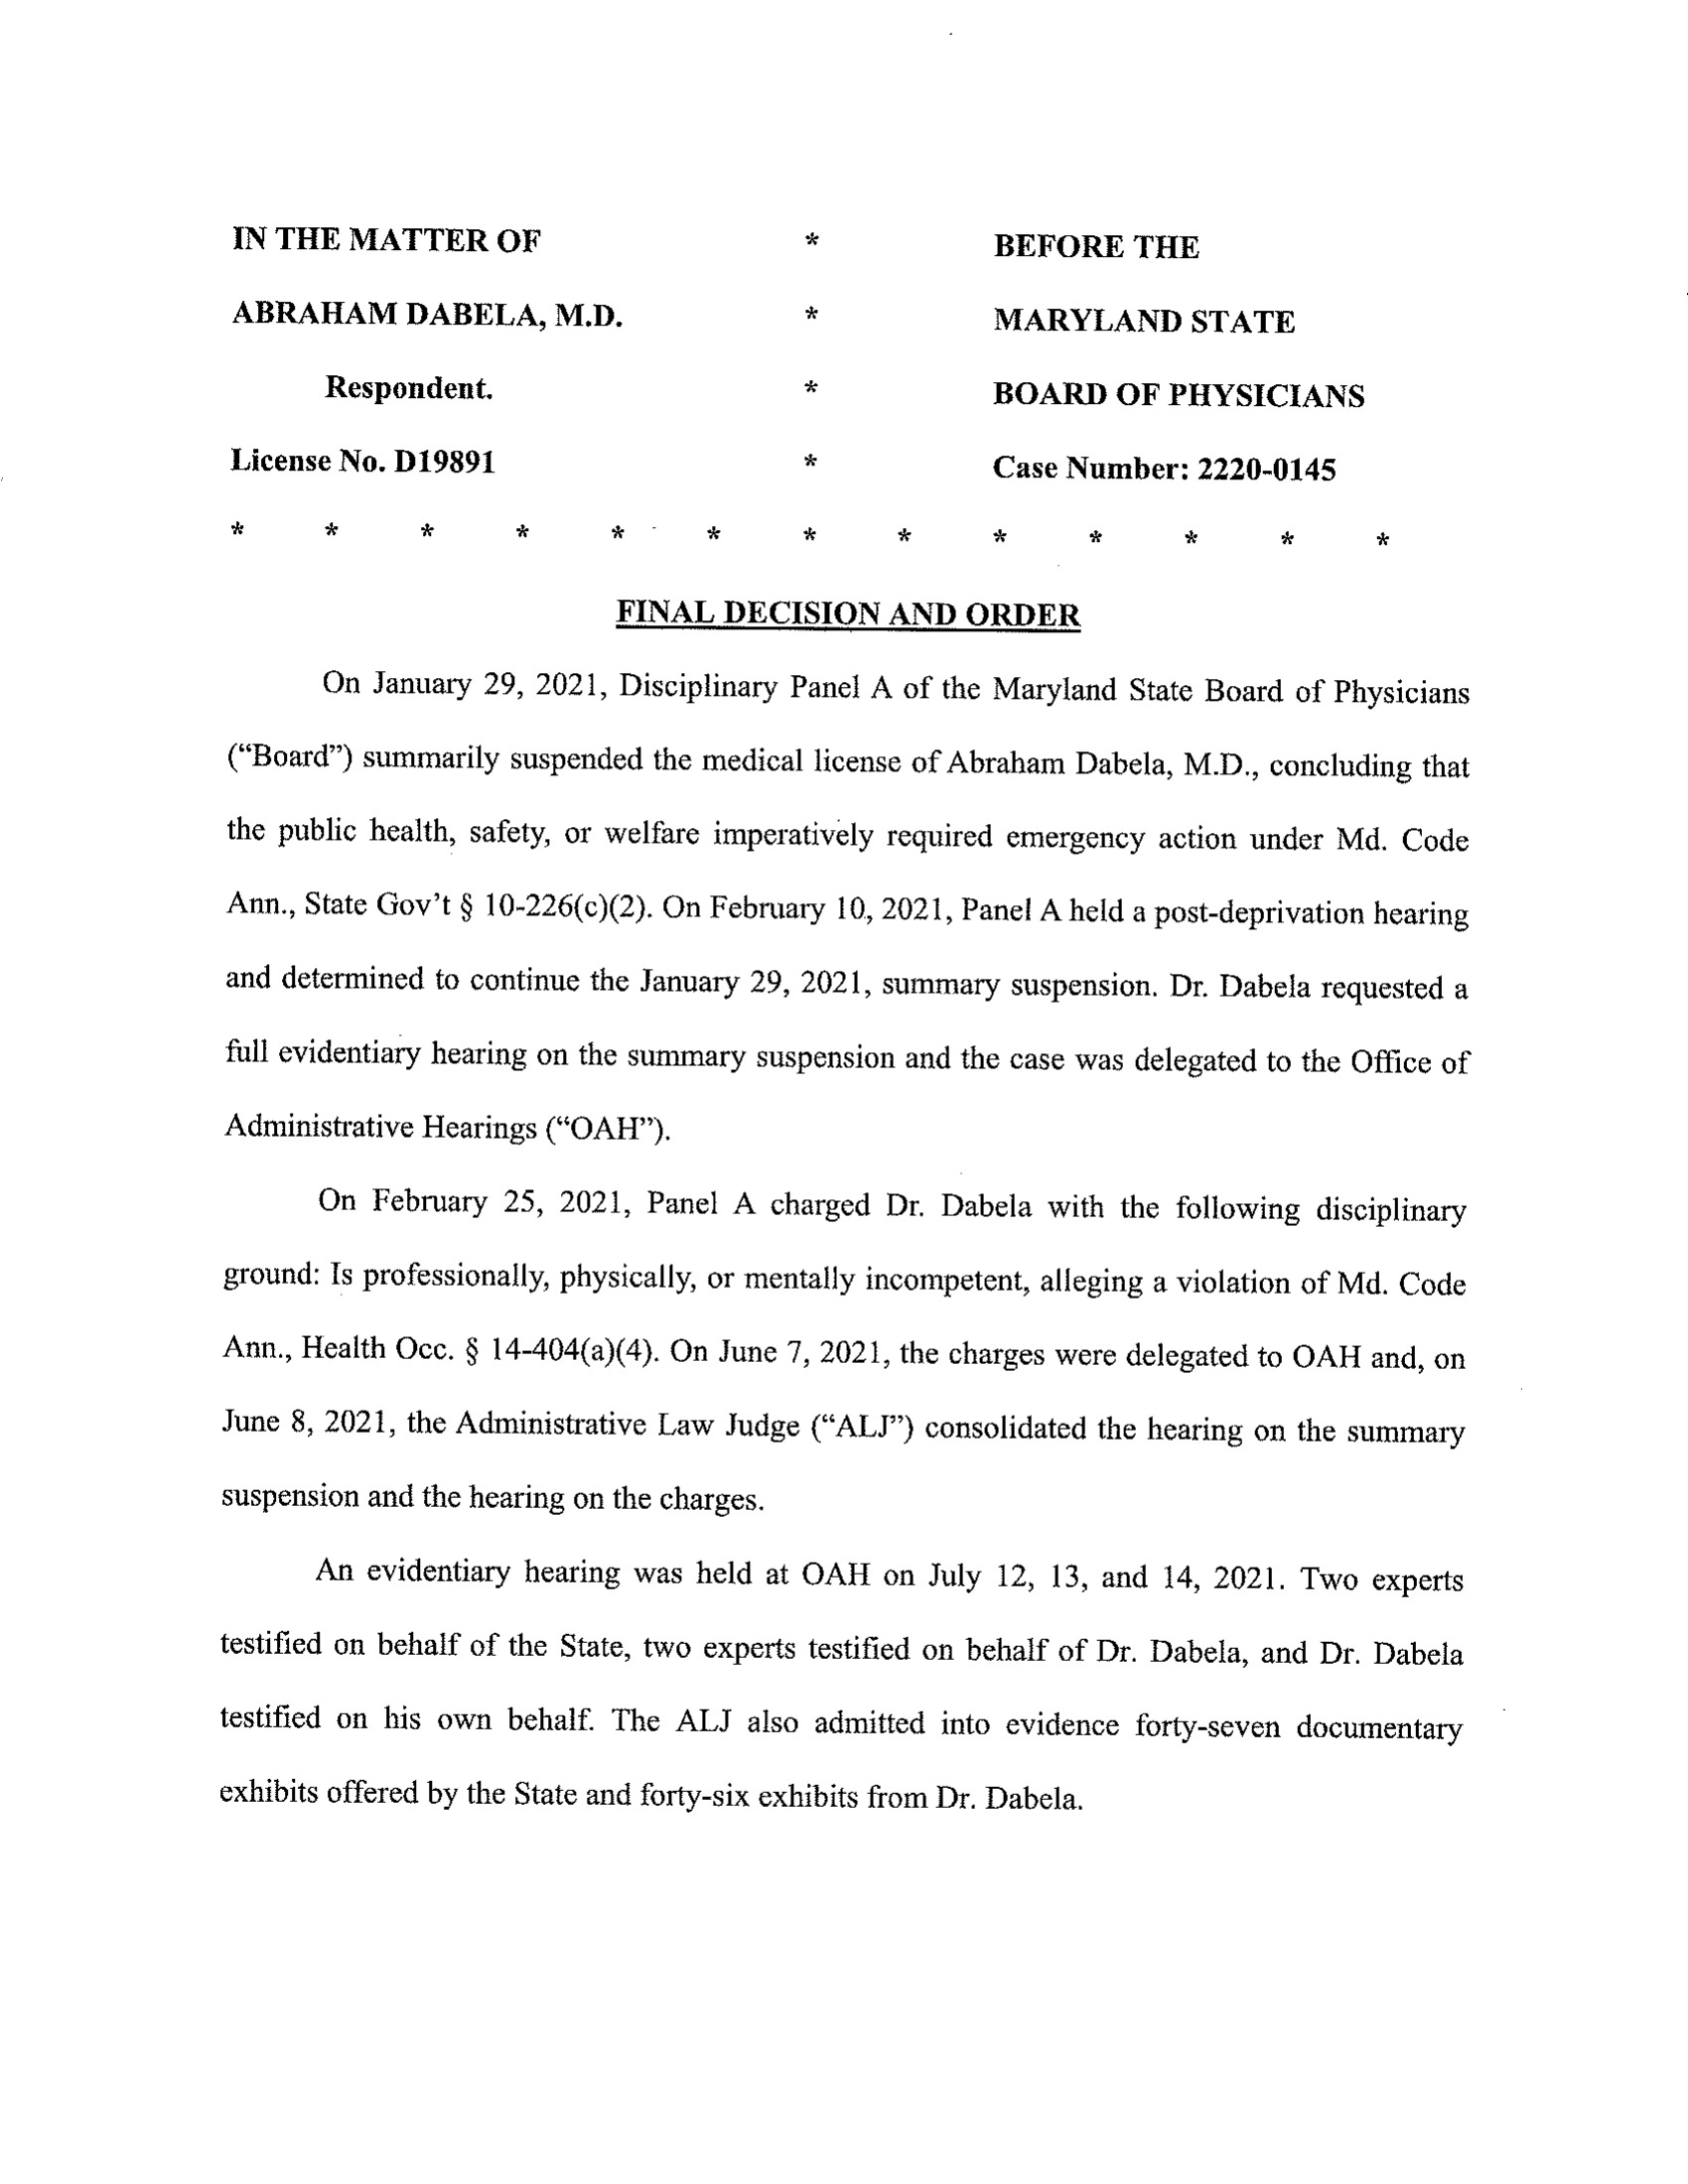 IN THE MATTER OF * BEFORE THE
ABRAHAM DABELA, M.D. * MARYLAND STATE
Respondent. * BOARD OF PHYSICIANS
License No. D19891 * Case Number: 2220-0145
* * * * * * * * * * * * *
FINAL DECISION AND ORDER
On January 29, 2021, Disciplinary Panel A of the Maryland State Board of Physicians
(“Board”) summarily suspended the medical license of Abraham Dabela, M.D., concluding that
the public health, safety, or welfare imperatively required emergency action under Md. Code
Ann., State Gov’t § 10-226(c)(2). On February 10, 2021, Panel A held a post-deprivation hearing
and determined to continue the January 29, 2021, summary suspension. Dr. Dabela requested a
full evidentiary hearing on the summary suspension and the case was delegated to the Office of
Administrative Hearings (“OAH”).
On February 25, 2021, Panel A charged Dr. Dabela with the following disciplinary
ground: Is professionally, physically, or mentally incompetent, alleging a violation of Md. Code
Ann., Health Occ. § 14-404(a)(4). On June 7, 2021, the charges were delegated to OAH and, on
June 8, 2021, the Administrative Law Judge (“ALJ”) consolidated the hearing on the summary
suspension and the hearing on the charges.
An evidentiary hearing was held at OAH on July 12, 13, and 14, 2021. Two experts
testified on behalf of the State, two experts testified on behalf of Dr. Dabela, and Dr. Dabela
testified on his own behalf. The ALJ also admitted into evidence forty-seven documentary
exhibits offered by the State and forty-six exhibits from Dr. Dabela.